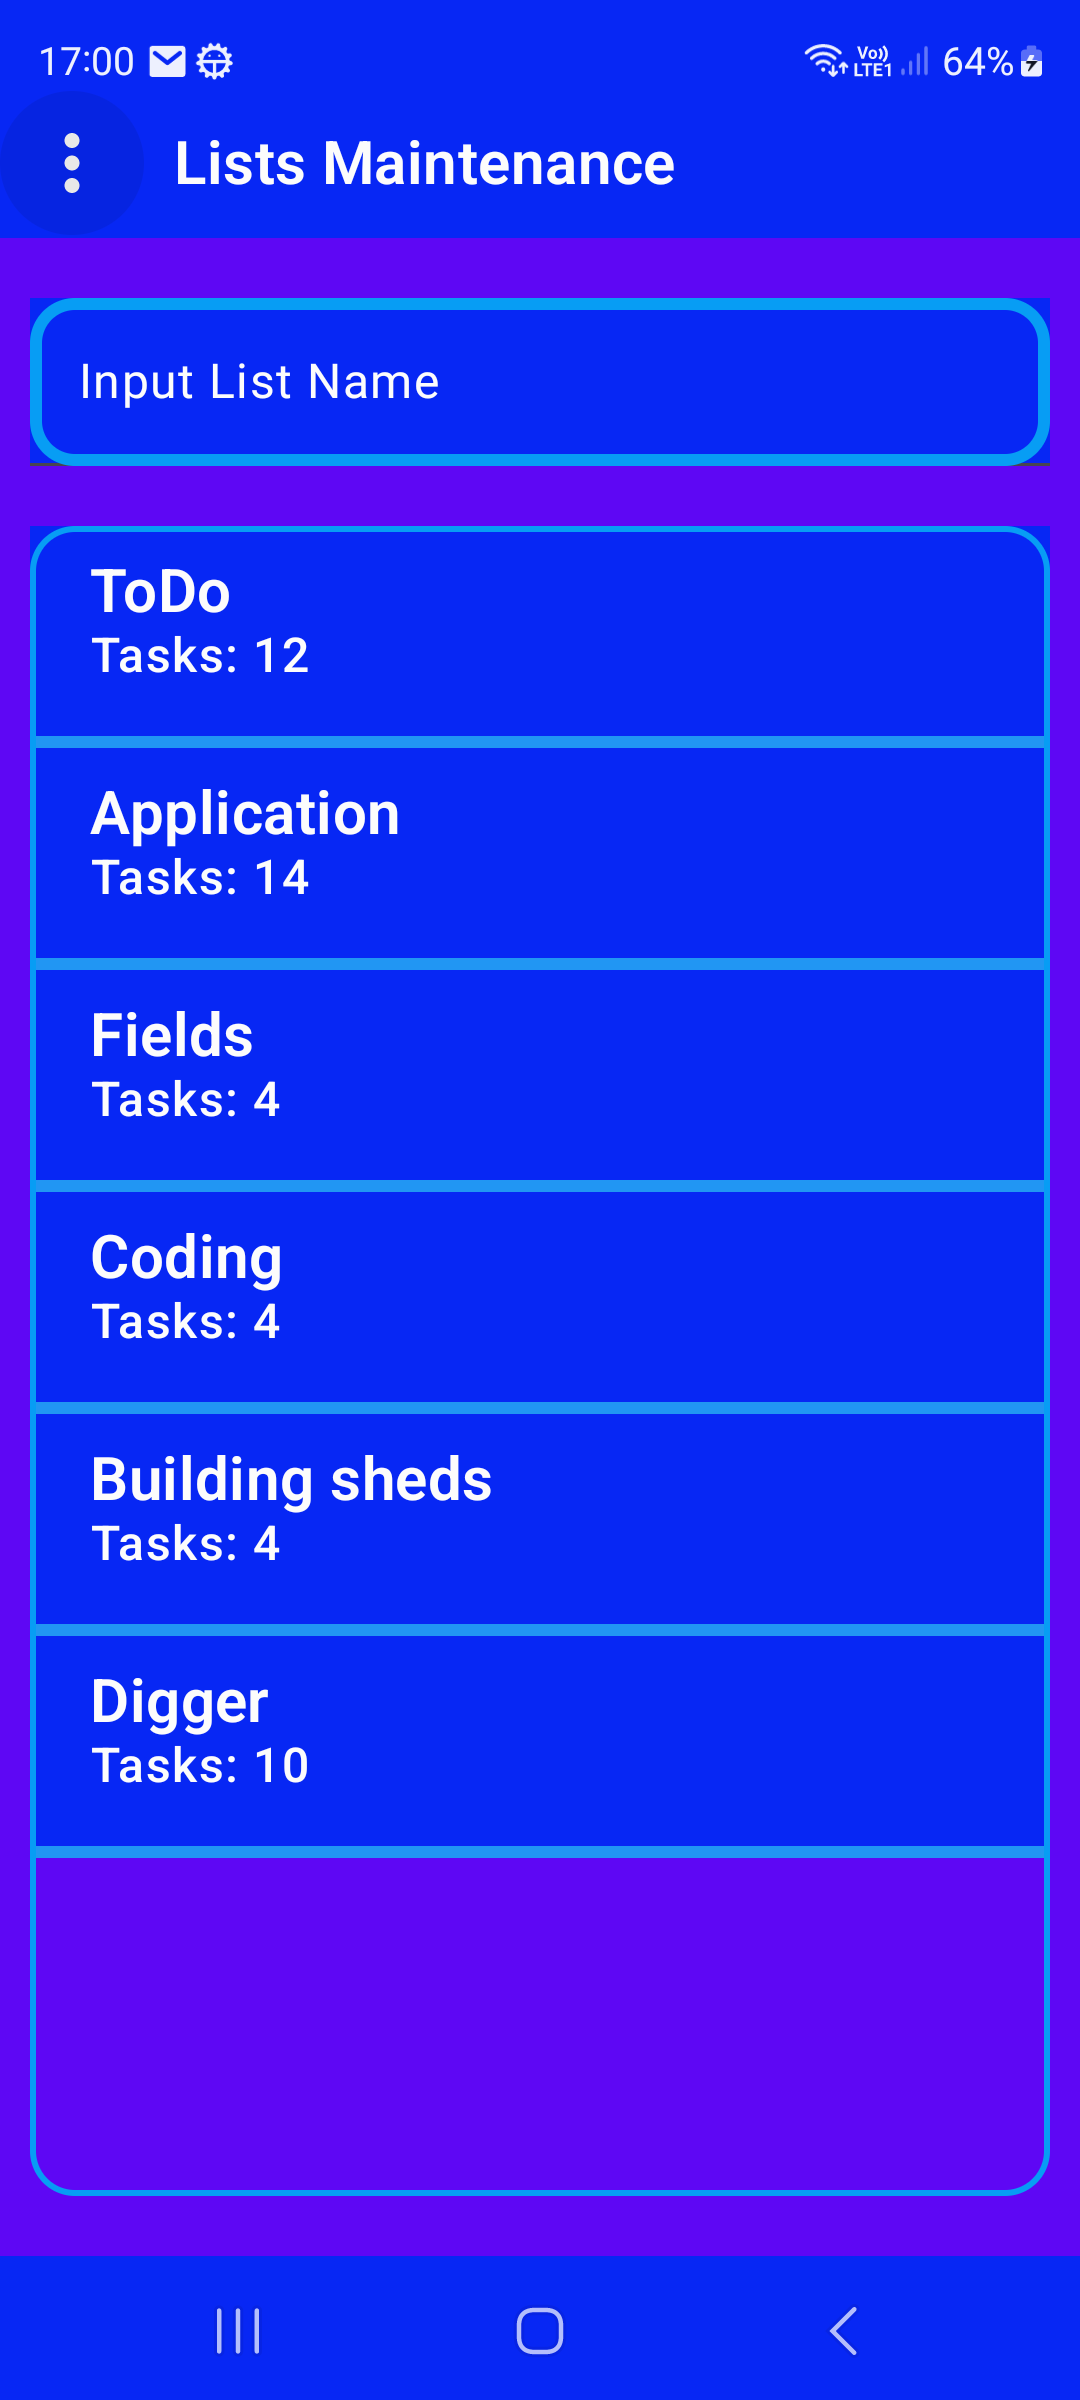 17:00
Vo)) LTE1 64%
Lists Maintenance
Input List Name
ToDo
Tasks: 12
Application
Tasks: 14
Fields
Tasks: 4
Coding
Tasks: 4
Building sheds
Tasks: 4
Digger
Tasks: 10